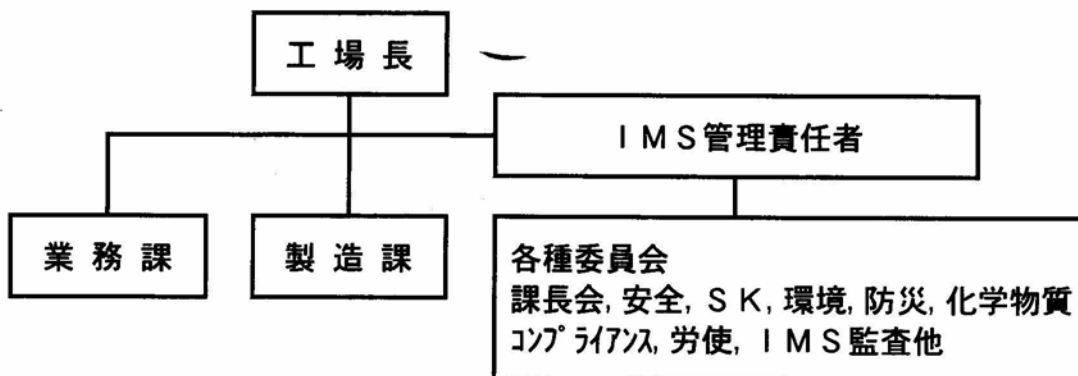 工場長
IMS管理責任者
業務課
製造課
各種委員会
課長会, 安全, SK, 環境, 防災, 化学物質
ｺﾝﾌﾟﾗｲｱﾝｽ, 労使, IMS監査他